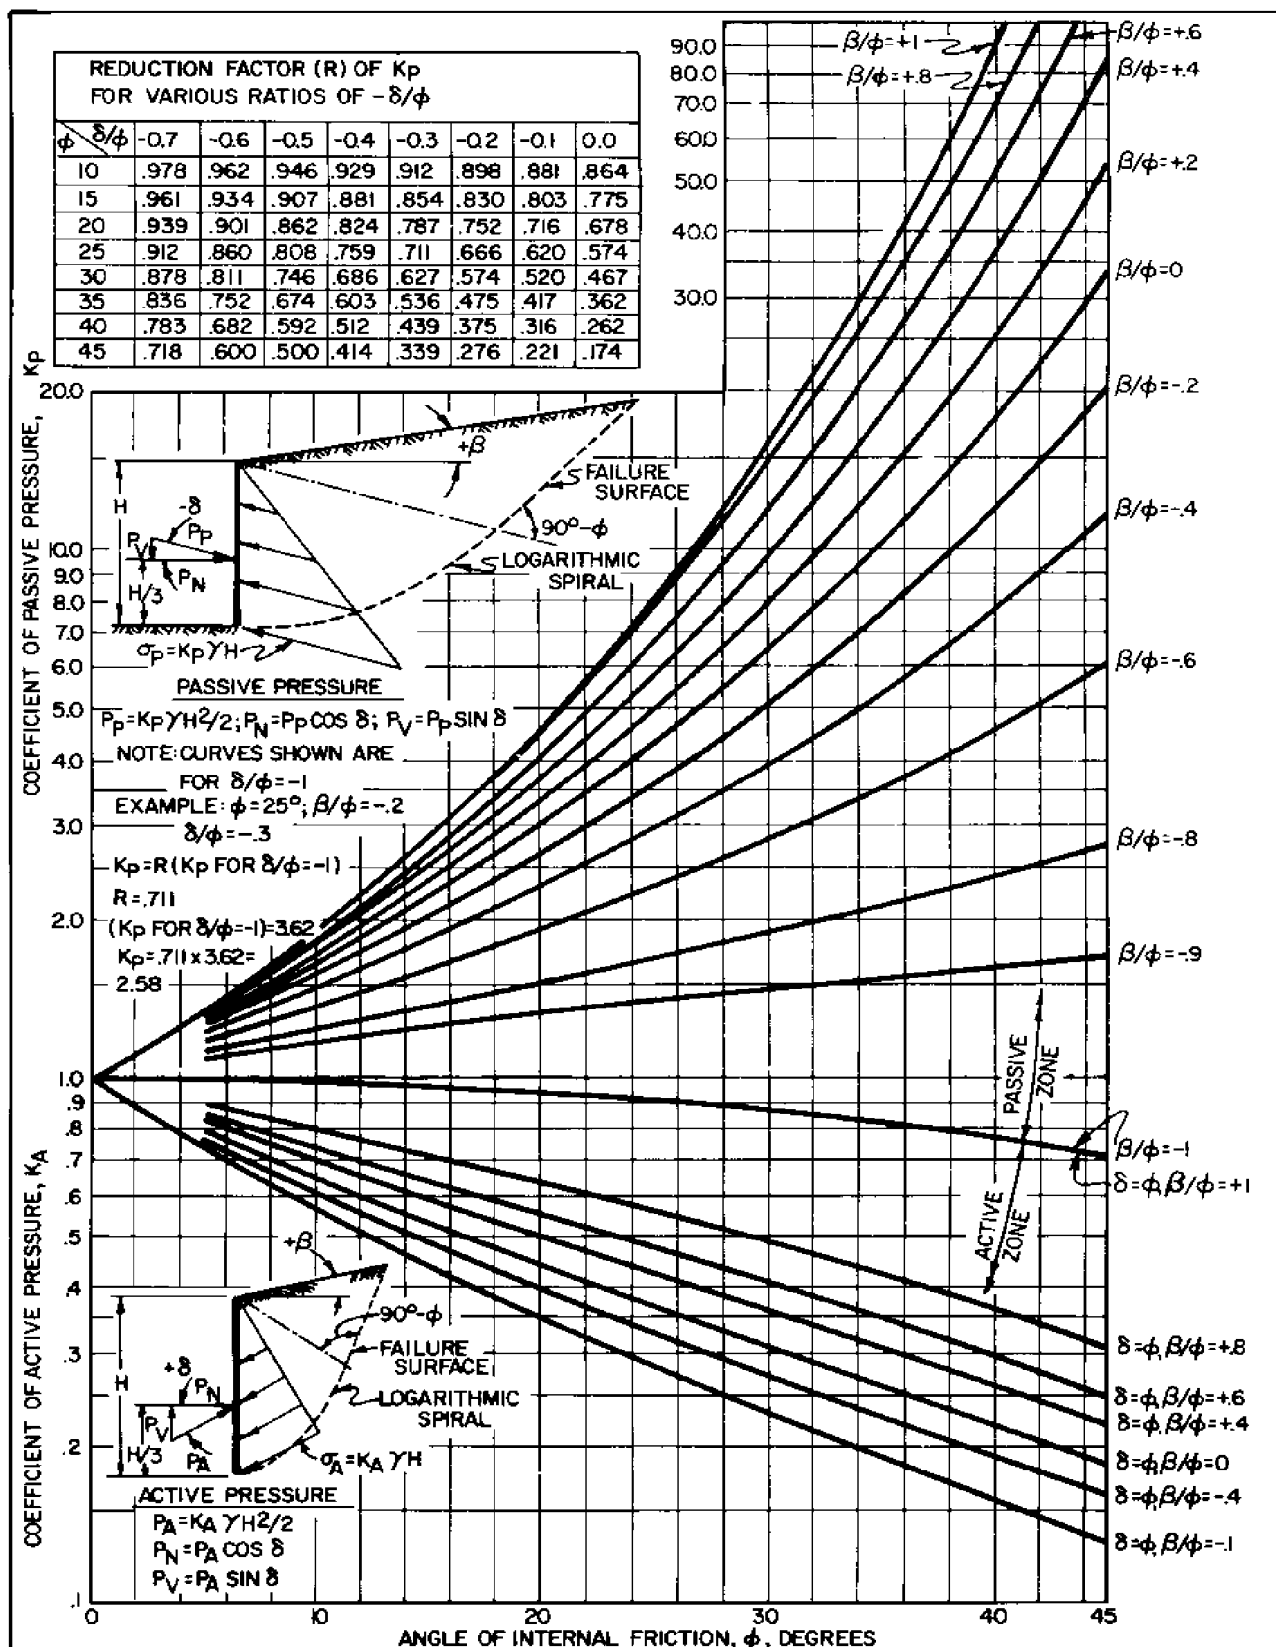 REDUCTION FACTOR (R) OF Kp
FOR VARIOUS RATIOS OF -δ/ϕ
ϕ δ/ϕ -0.7 -0.6 -0.5 -0.4 -0.3 -0.2 -0.1 0.0
10 .978 .962 .946 .929 .912 .898 .881 .864
15 .961 .934 .907 .881 .854 .830 .803 .775
20 .939 .901 .862 .824 .787 .752 .716 .678
25 .912 .860 .808 .759 .711 .666 .620 .574
30 .878 .811 .746 .686 .627 .574 .520 .467
35 .836 .752 .674 .603 .536 .475 .417 .362
40 .783 .682 .592 .512 .439 .375 .316 .262
45 .718 .600 .500 .414 .339 .276 .221 .174
90.0
80.0
70.0
60.0
50.0
40.0
30.0
β/ϕ=+1
β/ϕ=+.8
β/ϕ=+.6
β/ϕ=+.4
β/ϕ=+.2
β/ϕ=0
β/ϕ=-.2
β/ϕ=-.4
β/ϕ=-.6
β/ϕ=-.8
β/ϕ=-.9
β/ϕ=-1
δ=ϕ,β/ϕ=+1
δ=ϕ,β/ϕ=+.8
δ=ϕ,β/ϕ=+.6
δ=ϕ,β/ϕ=+.4
δ=ϕ,β/ϕ=0
δ=ϕ,β/ϕ=-.4
δ=ϕ,β/ϕ=-.1
COEFFICIENT OF PASSIVE PRESSURE, Kp
20.0
10.0
9.0
8.0
7.0
6.0
5.0
4.0
3.0
2.0
1.0
.9
.8
.7
.6
.5
.4
.3
.2
.1
COEFFICIENT OF ACTIVE PRESSURE, KA
+β
H
-δ
Pp
PV
PN
H/3
FAILURE
SURFACE
90°-ϕ
LOGARITHMIC
SPIRAL
σP=KpγH
PASSIVE PRESSURE
Pp=KpγH2/2; PN=Pp COS δ; PV=Pp SIN δ
NOTE: CURVES SHOWN ARE
FOR δ/ϕ=-1
EXAMPLE: ϕ=25°; β/ϕ=-.2
δ/ϕ=-.3
Kp=R(Kp FOR δ/ϕ=-1)
R=.711
(Kp FOR δ/ϕ=-1)=3.62
Kp=.711 x 3.62=
2.58
PASSIVE
ZONE
ACTIVE
ZONE
+β
90°-ϕ
FAILURE
SURFACE
LOGARITHMIC
SPIRAL
H
+δ
PN
PV
PA
H/3
σA=KAγH
ACTIVE PRESSURE
PA=KAγH2/2
PN=PA COS δ
PV=PA SIN δ
0 10 20 30 40 45
ANGLE OF INTERNAL FRICTION, ϕ, DEGREES